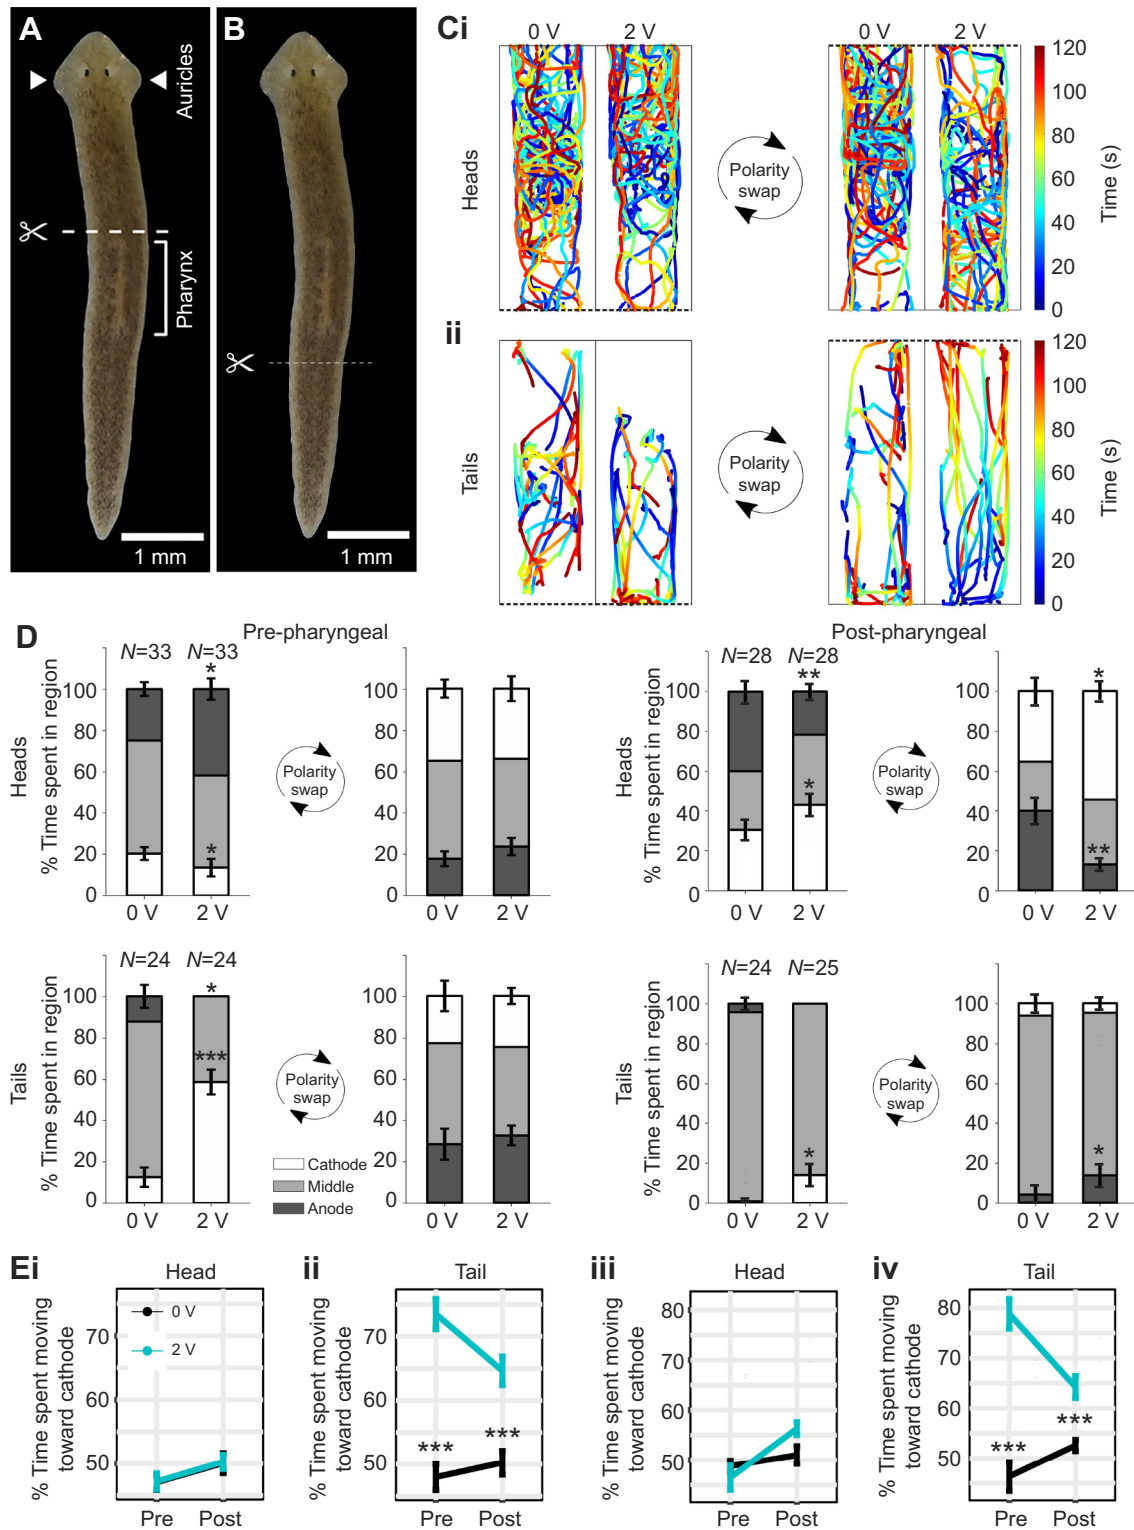 A
B
Auricles
Pharynx
1 mm
1 mm
Ci
0 V
2 V
0 V
2 V
Heads
Polarity
swap
120
100
80
60
40
20
0
Time (s)
ii
Tails
Polarity
swap
120
100
80
60
40
20
0
Time (s)
D
Pre-pharyngeal
Post-pharyngeal
Heads
% Time spent in region
N=33
N=33
*
*
100
80
60
40
20
0
0 V
2 V
Polarity
swap
100
80
60
40
20
0
0 V
2 V
Heads
% Time spent in region
N=28
N=28
**
*
100
80
60
40
20
0
0 V
2 V
Polarity
swap
*
**
100
80
60
40
20
0
0 V
2 V
Tails
% Time spent in region
N=24
N=24
*
***
100
80
60
40
20
0
0 V
2 V
Polarity
swap
Cathode
Middle
Anode
100
80
60
40
20
0
0 V
2 V
Tails
% Time spent in region
N=24
N=25
*
100
80
60
40
20
0
0 V
2 V
Polarity
swap
*
100
80
60
40
20
0
0 V
2 V
Ei
Head
% Time spent moving
toward cathode
0 V
2 V
70
60
50
Pre
Post
ii
Tail
% Time spent moving
toward cathode
70
60
50
***
***
Pre
Post
iii
Head
% Time spent moving
toward cathode
80
70
60
50
Pre
Post
iv
Tail
% Time spent moving
toward cathode
80
70
60
50
***
***
Pre
Post